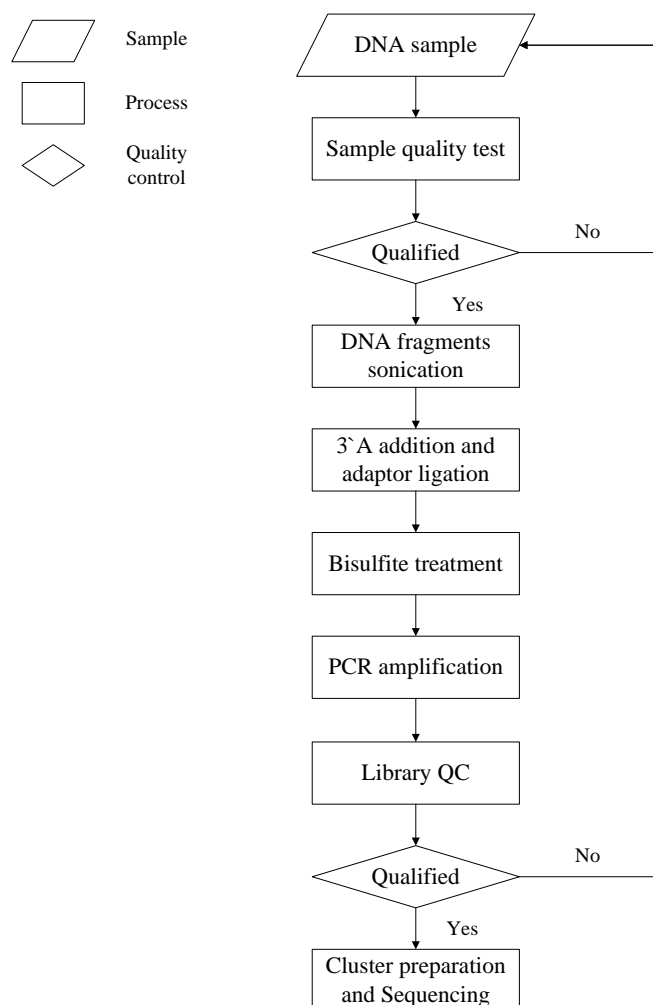 Sample
Process
Quality
control
DNA sample
Sample quality test
Qualified
No
Yes
DNA fragments
sonication
3`A addition and
adaptor ligation
Bisulfite treatment
PCR amplification
Library QC
Qualified
No
Yes
Cluster preparation
and Sequencing